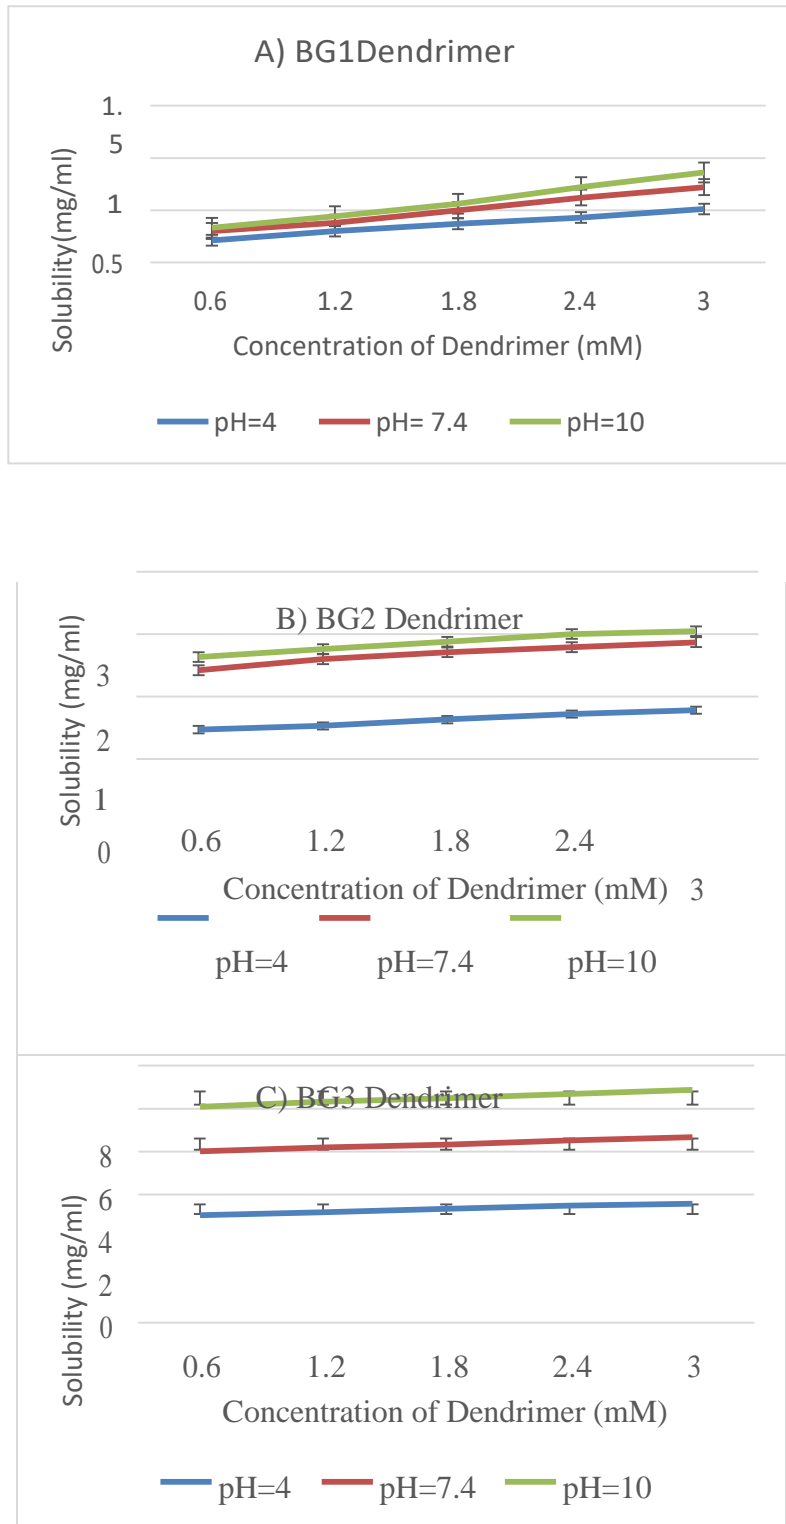 A) BG1Dendrimer
1.
5
1
0.5
Solubility(mg/ml)
0.6 1.2 1.8 2.4 3
Concentration of Dendrimer (mM)
pH=4 pH= 7.4 pH=10
B) BG2 Dendrimer
3
2
1
0
Solubility (mg/ml)
0.6 1.2 1.8 2.4
Concentration of Dendrimer (mM) 3
pH=4 pH=7.4 pH=10
C) BG3 Dendrimer
8
6
4
2
0
Solubility (mg/ml)
0.6 1.2 1.8 2.4 3
Concentration of Dendrimer (mM)
pH=4 pH=7.4 pH=10